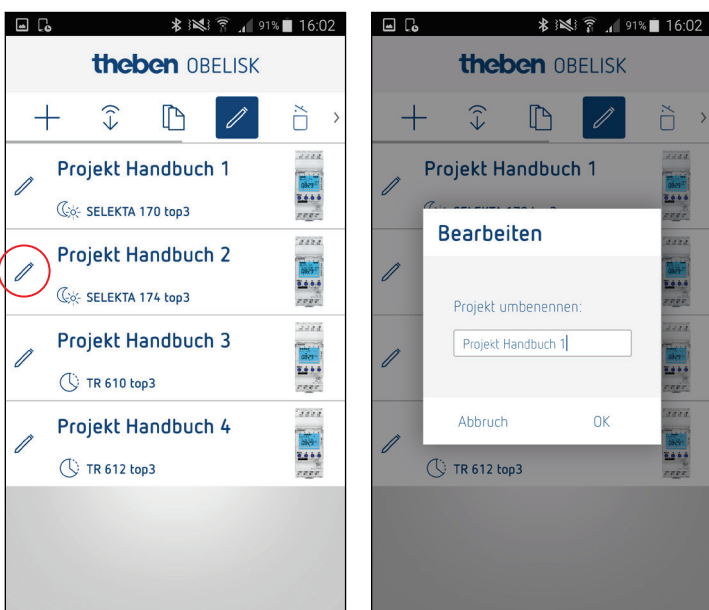 91% 16:02
theben OBELISK
Projekt Handbuch 1
SELEKTA 170 top3
Projekt Handbuch 2
SELEKTA 174 top3
Projekt Handbuch 3
TR 610 top3
Projekt Handbuch 4
TR 612 top3
91% 16:02
theben OBELISK
Projekt Handbuch 1
Bearbeiten
Projekt umbenennen:
Projekt Handbuch 1
Abbruch OK
TR 612 top3